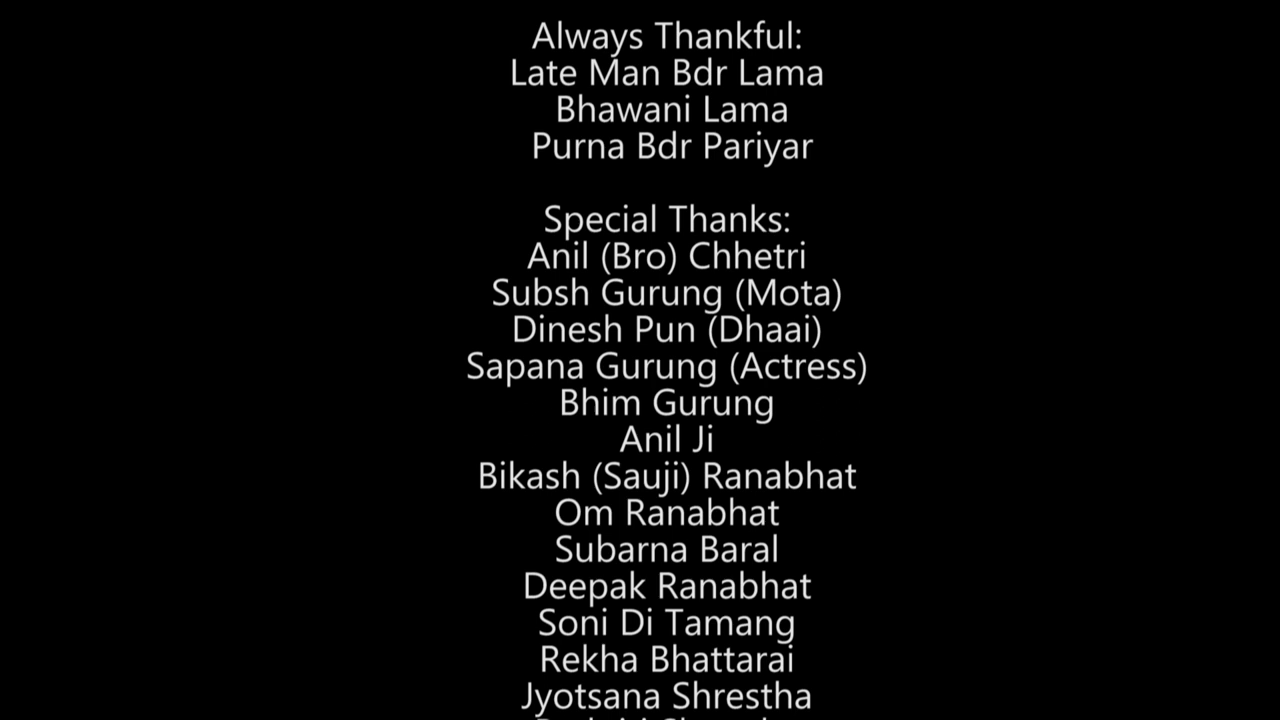 Always Thankful:
Late Man Bdr Lama
Bhawani Lama
Purna Bdr Pariyar
Special Thanks:
Anil (Bro) Chhetri
Subsh Gurung (Mota)
Dinesh Pun (Dhaai)
Sapana Gurung (Actress)
Bhim Gurung
Anil Ji
Bikash (Sauji) Ranabhat
Om Ranabhat
Subarna Baral
Deepak Ranabhat
Soni Di Tamang
Rekha Bhattarai
Jyotsana Shrestha